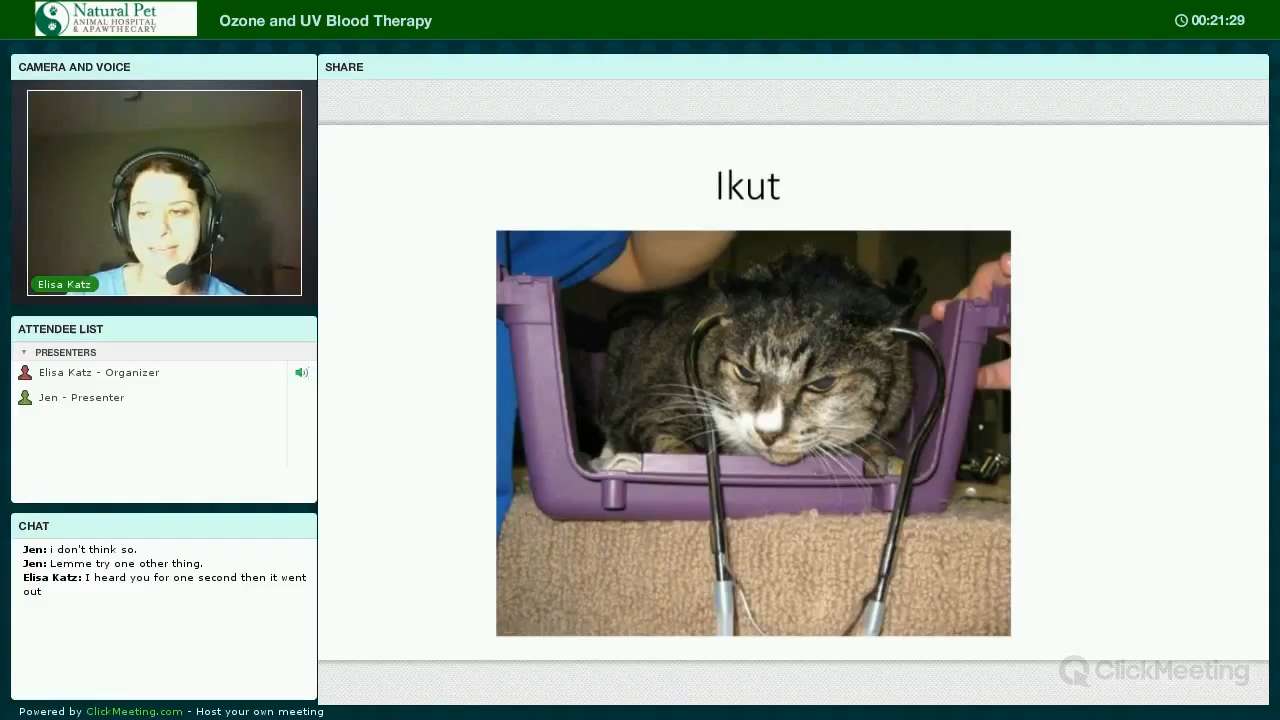 Natural Pet
ANIMAL HOSPITAL
& APAWTHECARY
Ozone and UV Blood Therapy
00:21:29
CAMERA AND VOICE
Elisa Katz
ATTENDEE LIST
PRESENTERS
Elisa Katz - Organizer
Jen - Presenter
CHAT
Jen: i don't think so.
Jen: Lemme try one other thing.
Elisa Katz: I heard you for one second then it went
out
SHARE
Ikut
ClickMeeting
Powered by ClickMeeting.com - Host your own meeting